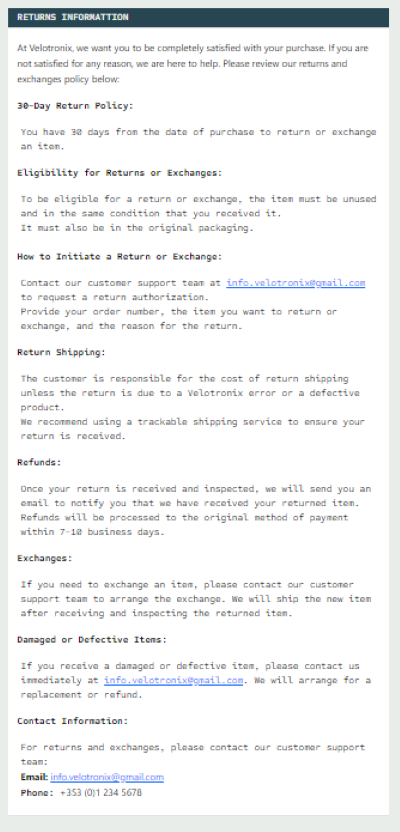 RETURNS INFORMATTION
At Velotronix, we want you to be completely satisfied with your purchase. If you are
not satisfied for any reason, we are here to help. Please review our returns and
exchanges policy below:
30-Day Return Policy:
You have 30 days from the date of purchase to return or exchange
an item.
Eligibility for Returns or Exchanges:
To be eligible for a return or exchange, the item must be unused
and in the same condition that you received it.
It must also be in the original packaging.
How to Initiate a Return or Exchange:
Contact our customer support team at info.velotronix@gmail.com
to request a return authorization.
Provide your order number, the item you want to return or
exchange, and the reason for the return.
Return Shipping:
The customer is responsible for the cost of return shipping
unless the return is due to a Velotronix error or a defective
product.
We recommend using a trackable shipping service to ensure your
return is received.
Refunds:
Once your return is received and inspected, we will send you an
email to notify you that we have received your returned item.
Refunds will be processed to the original method of payment
within 7-10 business days.
Exchanges:
If you need to exchange an item, please contact our customer
support team to arrange the exchange. We will ship the new item
after receiving and inspecting the returned item.
Damaged or Defective Items:
If you receive a damaged or defective item, please contact us
immediately at info.velotronix@gmail.com. We will arrange for a
replacement or refund.
Contact Information:
For returns and exchanges, please contact our customer support
team:
Email: info.velotronix@gmail.com
Phone: +353 (0)1 234 5678